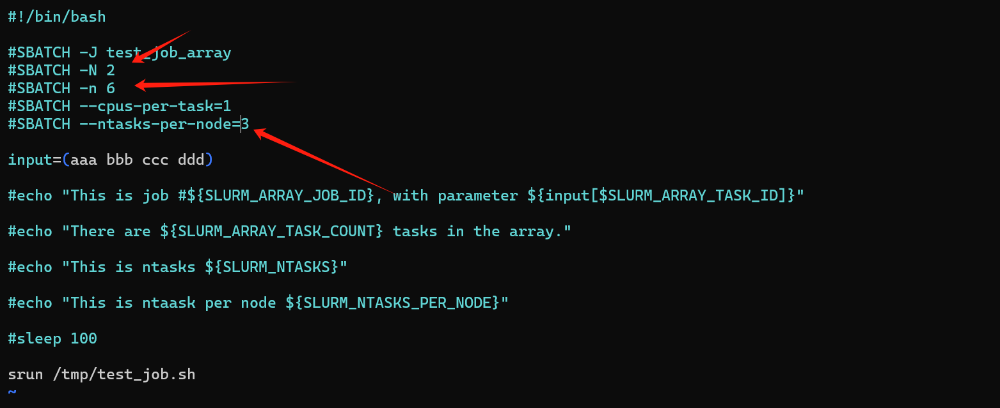 #!/bin/bash
#SBATCH -J test_job_array
#SBATCH -N 2
#SBATCH -n 6
#SBATCH --cpus-per-task=1
#SBATCH --ntasks-per-node=3
input=(aaa bbb ccc ddd)
#echo "This is job #${SLURM_ARRAY_JOB_ID}, with parameter ${input[$SLURM_ARRAY_TASK_ID]}"
#echo "There are ${SLURM_ARRAY_TASK_COUNT} tasks in the array."
#echo "This is ntasks ${SLURM_NTASKS}"
#echo "This is ntaask per node ${SLURM_NTASKS_PER_NODE}"
#sleep 100
srun /tmp/test_job.sh
~